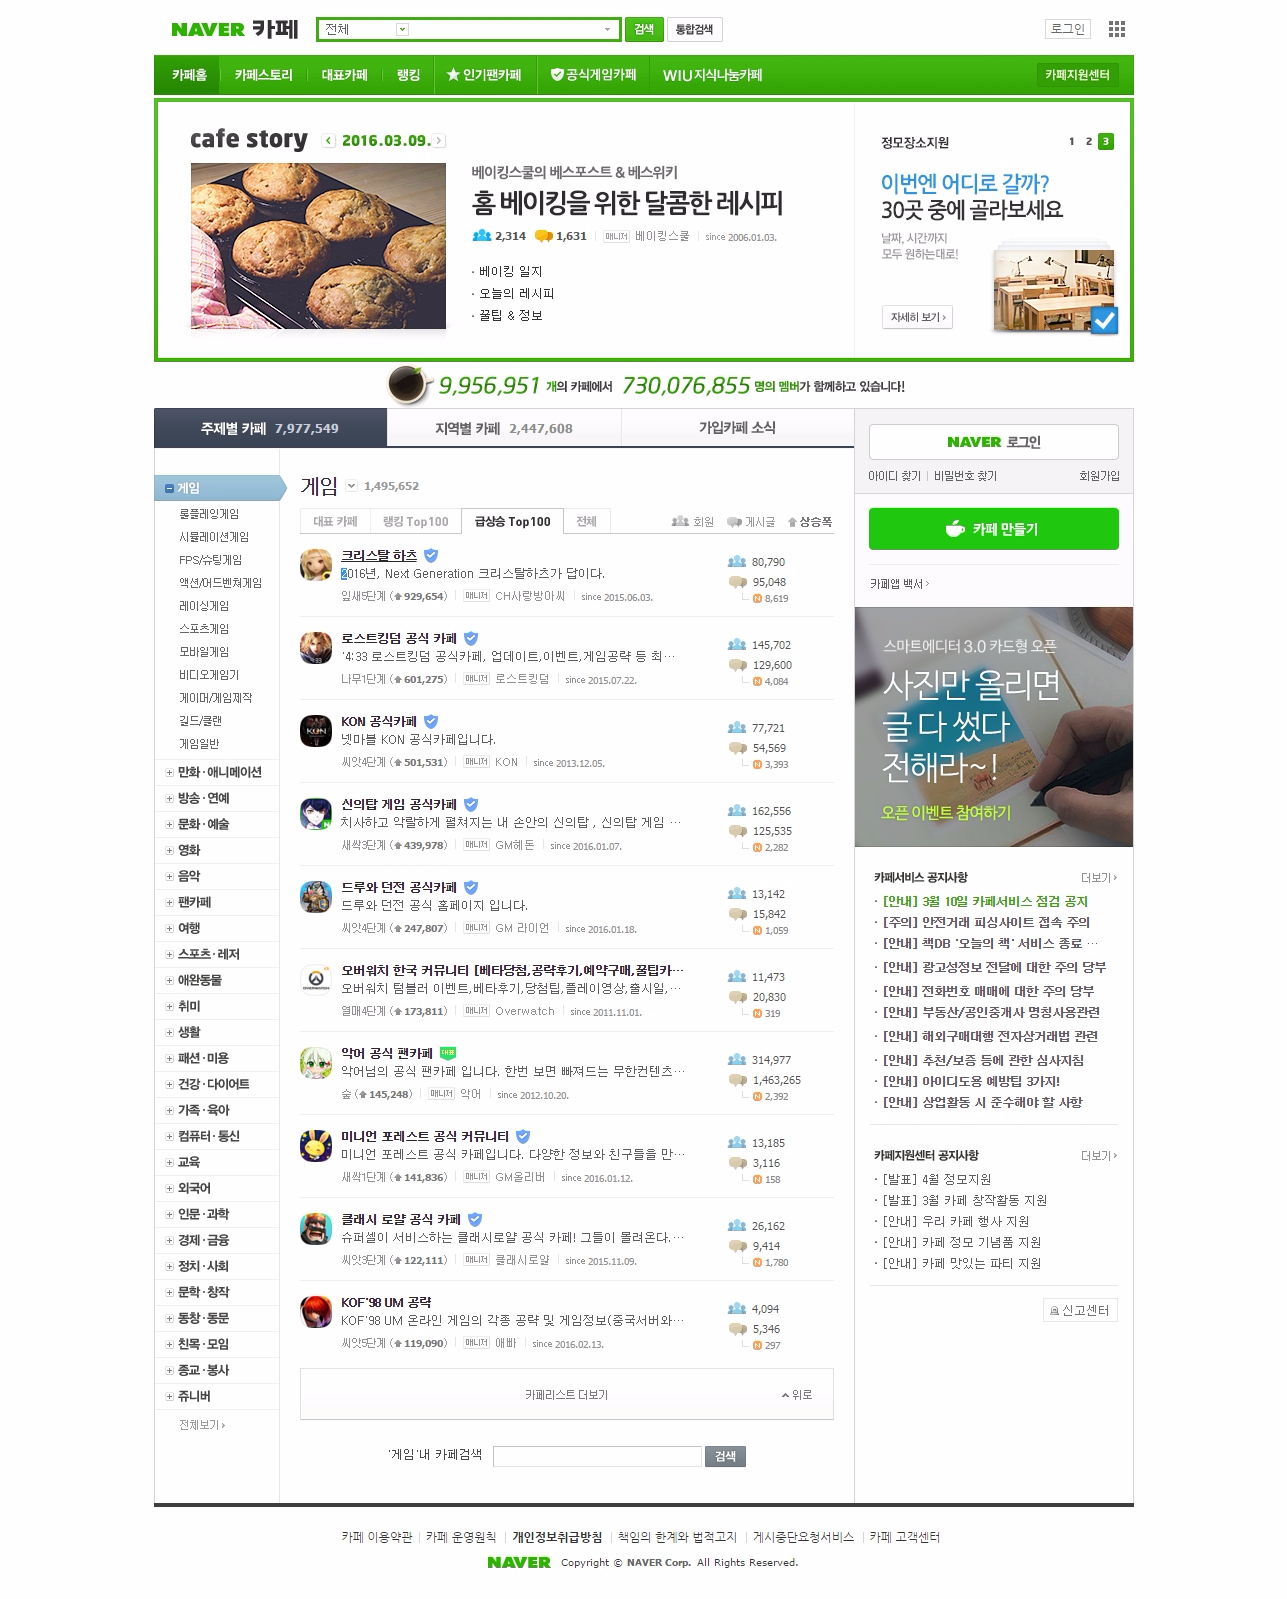 NAVER 카페
전체
검색
통합검색
로그인
카페홈 카페스토리 대표카페 랭킹 인기팬카페 공식게임카페 WIU지식나눔카페 카페지원센터
cafe story
2016.03.09.
베이킹스쿨의 베스포스트 & 베스위키
홈 베이킹을 위한 달콤한 레시피
2,314 1,631 매니저 베이킹스쿨 since 2006.01.03.
· 베이킹 일지
· 오늘의 레시피
· 꿀팁 & 정보
정모장소지원 1 2 3
이번엔 어디로 갈까?
30곳 중에 골라보세요
날짜, 시간까지
모두 원하는대로!
자세히 보기
9,956,951 개의 카페에서 730,076,855 명의 멤버가 함께하고 있습니다!
주제별 카페 7,977,549
지역별 카페 2,447,608
가입카페 소식
게임
롤플레잉게임
시뮬레이션게임
FPS/슈팅게임
액션/어드벤쳐게임
레이싱게임
스포츠게임
모바일게임
비디오게임기
게이머/게임제작
길드/클랜
게임일반
만화·애니메이션
방송·연예
문화·예술
영화
음악
팬카페
여행
스포츠·레저
애완동물
취미
생활
패션·미용
건강·다이어트
가족·육아
컴퓨터·통신
교육
외국어
인문·과학
경제·금융
정치·사회
문학·창작
동창·동문
친목·모임
종교·봉사
쥬니버
전체보기
게임 1,495,652
대표 카페 랭킹 Top100 급상승 Top100 전체
회원 게시글 상승폭
크리스탈 하츠
2016년, Next Generation 크리스탈하츠가 답이다.
잎새5단계 (929,654) 매니저 CH사랑방아씨 since 2015.06.03.
80,790
95,048
N 8,619
로스트킹덤 공식 카페
'4:33 로스트킹덤 공식카페, 업데이트,이벤트,게임공략 등 최…
나무1단계 (601,275) 매니저 로스트킹덤 since 2015.07.22.
145,702
129,600
N 4,084
KON 공식카페
넷마블 KON 공식카페입니다.
씨앗4단계 (501,531) 매니저 KON since 2013.12.05.
77,721
54,569
N 3,393
신의탑 게임 공식카페
치사하고 악랄하게 펼쳐지는 내 손안의 신의탑 , 신의탑 게임 …
새싹3단계 (439,978) 매니저 GM헤돈 since 2016.01.07.
162,556
125,535
N 2,282
드루와 던전 공식카페
드루와 던전 공식 홈페이지 입니다.
씨앗4단계 (247,807) 매니저 GM 라이언 since 2016.01.18.
13,142
15,842
N 1,059
오버워치 한국 커뮤니티 [베타당첨,공략후기,예약구매,꿀팁카…
오버워치 텀블러 이벤트,베타후기,당첨팁,플레이영상,출시일,…
열매4단계 (173,811) 매니저 Overwatch since 2011.11.01.
11,473
20,830
N 319
악어 공식 팬카페 대표
악어님의 공식 팬카페 입니다. 한번 보면 빠져드는 무한컨텐츠…
숲 (145,248) 매니저 악어 since 2012.10.20.
314,977
1,463,265
N 2,392
미니언 포레스트 공식 커뮤니티
미니언 포레스트 공식 카페입니다. 다양한 정보와 친구들을 만…
새싹1단계 (141,836) 매니저 GM올리버 since 2016.01.12.
13,185
3,116
N 158
클래시 로얄 공식 카페
슈퍼셀이 서비스하는 클래시로얄 공식 카페! 그들이 몰려온다.…
씨앗3단계 (122,111) 매니저 클래시로얄 since 2015.11.09.
26,162
9,414
N 1,780
KOF'98 UM 공략
KOF'98 UM 온라인 게임의 각종 공략 및 게임정보(중국서버와…
씨앗5단계 (119,090) 매니저 애빠 since 2016.02.13.
4,094
5,346
N 297
카페리스트 더보기
위로
'게임'내 카페검색
검색
NAVER 로그인
아이디 찾기 비밀번호 찾기 회원가입
카페 만들기
카페앱 백서
스마트에디터 3.0 카드형 오픈
사진만 올리면
글 다 썼다
전해라~!
오픈 이벤트 참여하기
카페서비스 공지사항 더보기
· [안내] 3월 10일 카페서비스 점검 공지
· [주의] 안전거래 피싱사이트 접속 주의
· [안내] 책DB '오늘의 책' 서비스 종료 …
· [안내] 광고성정보 전달에 대한 주의 당부
· [안내] 전화번호 매매에 대한 주의 당부
· [안내] 부동산/공인중개사 명칭사용관련
· [안내] 해외구매대행 전자상거래법 관련
· [안내] 추천/보증 등에 관한 심사지침
· [안내] 아이디도용 예방팁 3가지!
· [안내] 상업활동 시 준수해야 할 사항
카페지원센터 공지사항 더보기
· [발표] 4월 정모지원
· [발표] 3월 카페 창작활동 지원
· [안내] 우리 카페 행사 지원
· [안내] 카페 정모 기념품 지원
· [안내] 카페 맛있는 파티 지원
신고센터
카페 이용약관 카페 운영원칙 개인정보취급방침 책임의 한계와 법적고지 게시중단요청서비스 카페 고객센터
NAVER Copyright © NAVER Corp. All Rights Reserved.